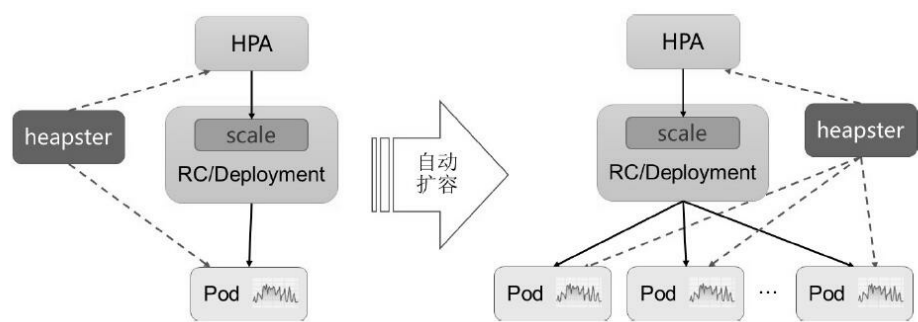 HPA
heapster
scale
RC/Deployment
Pod
自动
扩容
HPA
scale
heapster
RC/Deployment
Pod
Pod
...
Pod